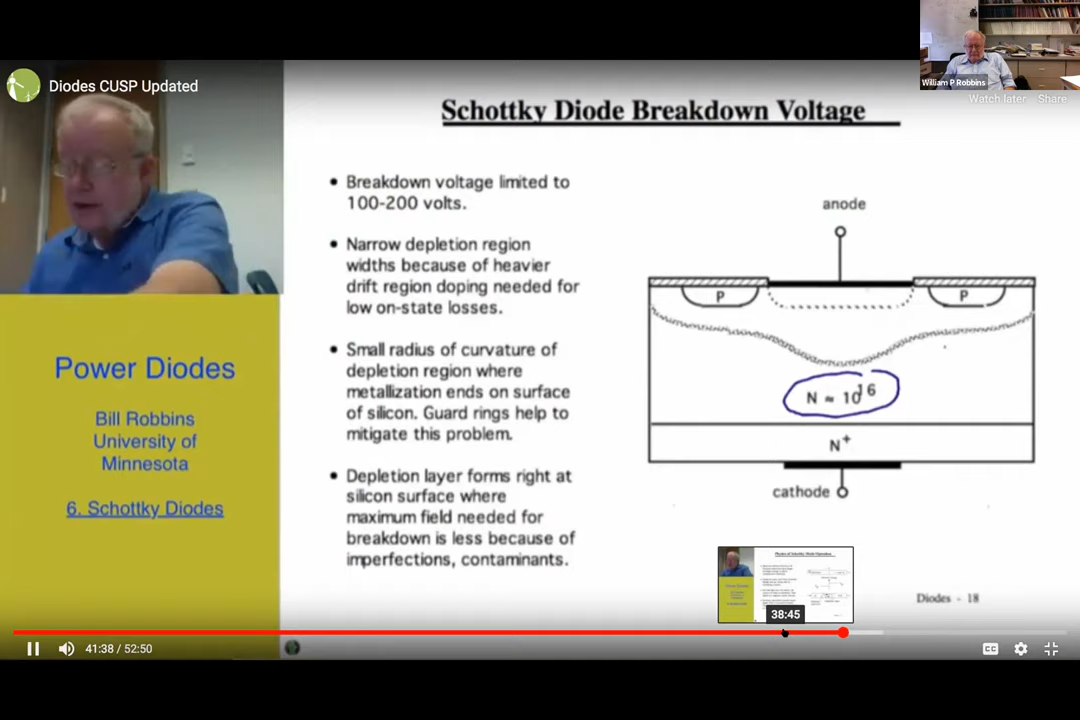 William P Robbins
Diodes CUSP Updated
Watch later
Share
Schottky Diode Breakdown Voltage
• Breakdown voltage limited to
100-200 volts.
• Narrow depletion region
widths because of heavier
drift region doping needed for
low on-state losses.
• Small radius of curvature of
depletion region where
metallization ends on surface
of silicon. Guard rings help to
mitigate this problem.
• Depletion layer forms right at
silicon surface where
maximum field needed for
breakdown is less because of
imperfections, contaminants.
anode
P
P
N ≈ 10^16
N+
cathode
Power Diodes
Bill Robbins
University of
Minnesota
6. Schottky Diodes
Diodes - 18
38:45
41:38 / 52:50
CC